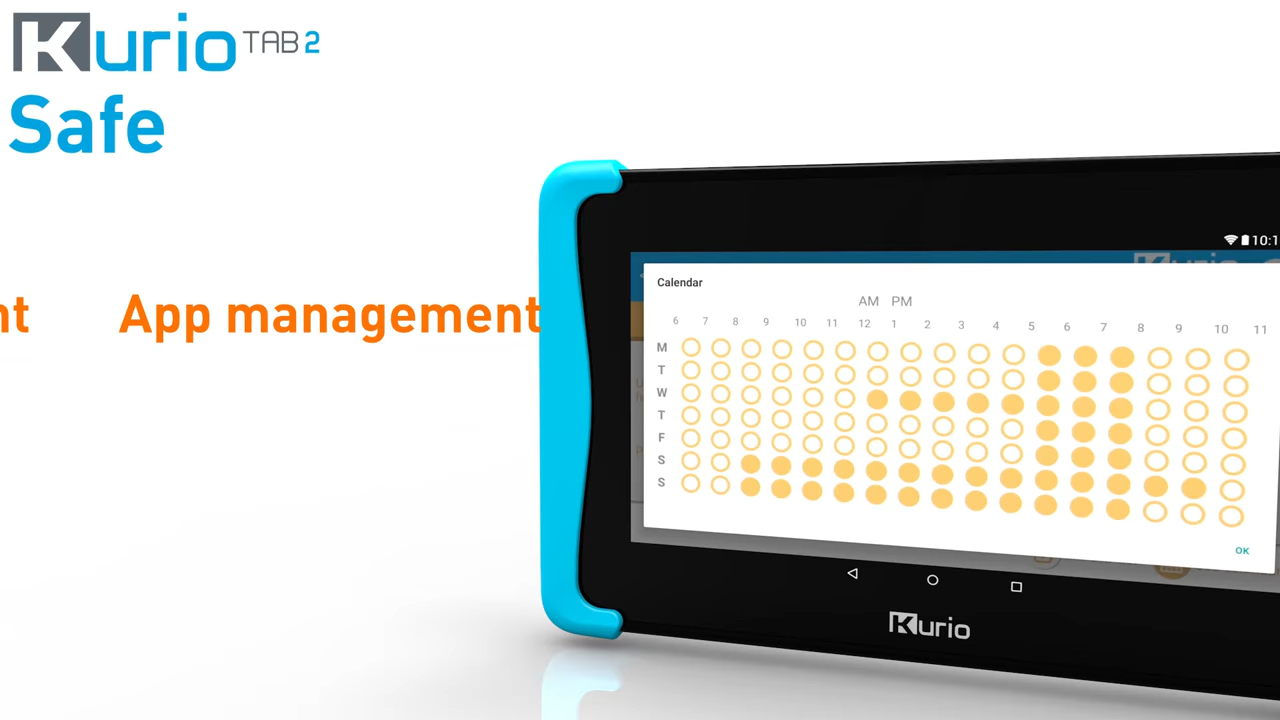 Kurio TAB 2
Safe
nt App management
10:1
Kurio
Calendar
AM PM
6 7 8 9 10 11 12 1 2 3 4 5 6 7 8 9 10 11
M
T
W
T
F
S
S
OK
Kurio